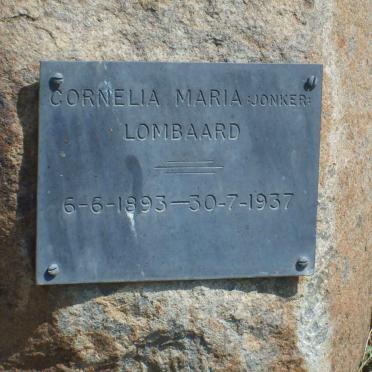 CORNELIA MARIA :JONKER:
LOMBAARD
6-6-1893—30-7-1937